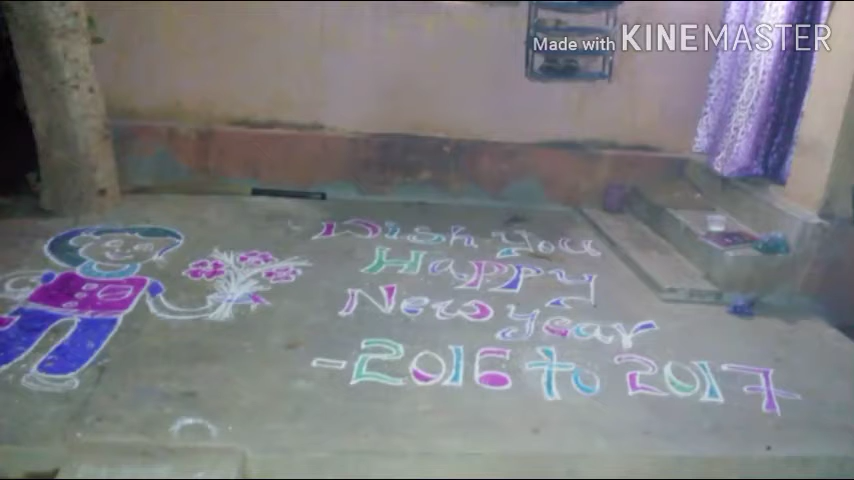 Made with KINEMASTER
Wish you
Happy
New year
-2016 to 2017